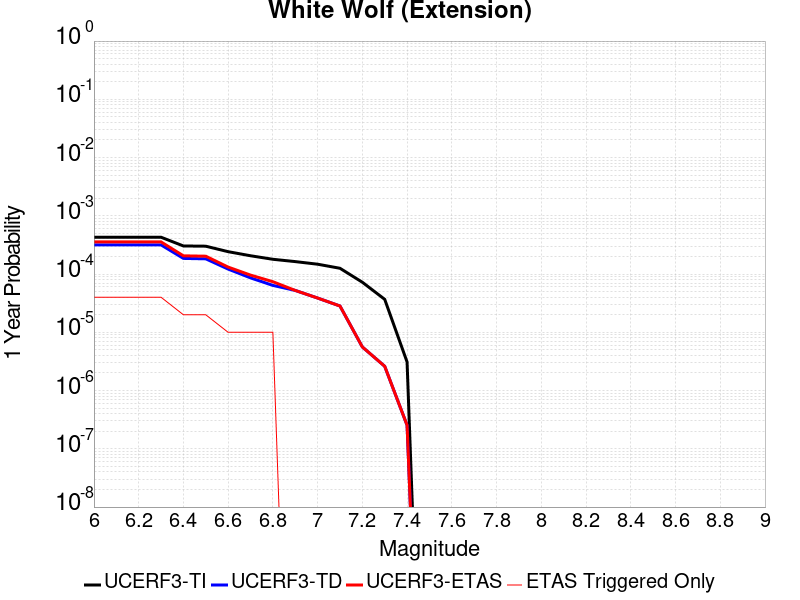 White Wolf (Extension)
10^0
10^-1
10^-2
10^-3
10^-4
10^-5
10^-6
10^-7
10^-8
1 Year Probability
6 6.2 6.4 6.6 6.8 7 7.2 7.4 7.6 7.8 8 8.2 8.4 8.6 8.8 9
Magnitude
UCERF3-TI UCERF3-TD UCERF3-ETAS ETAS Triggered Only